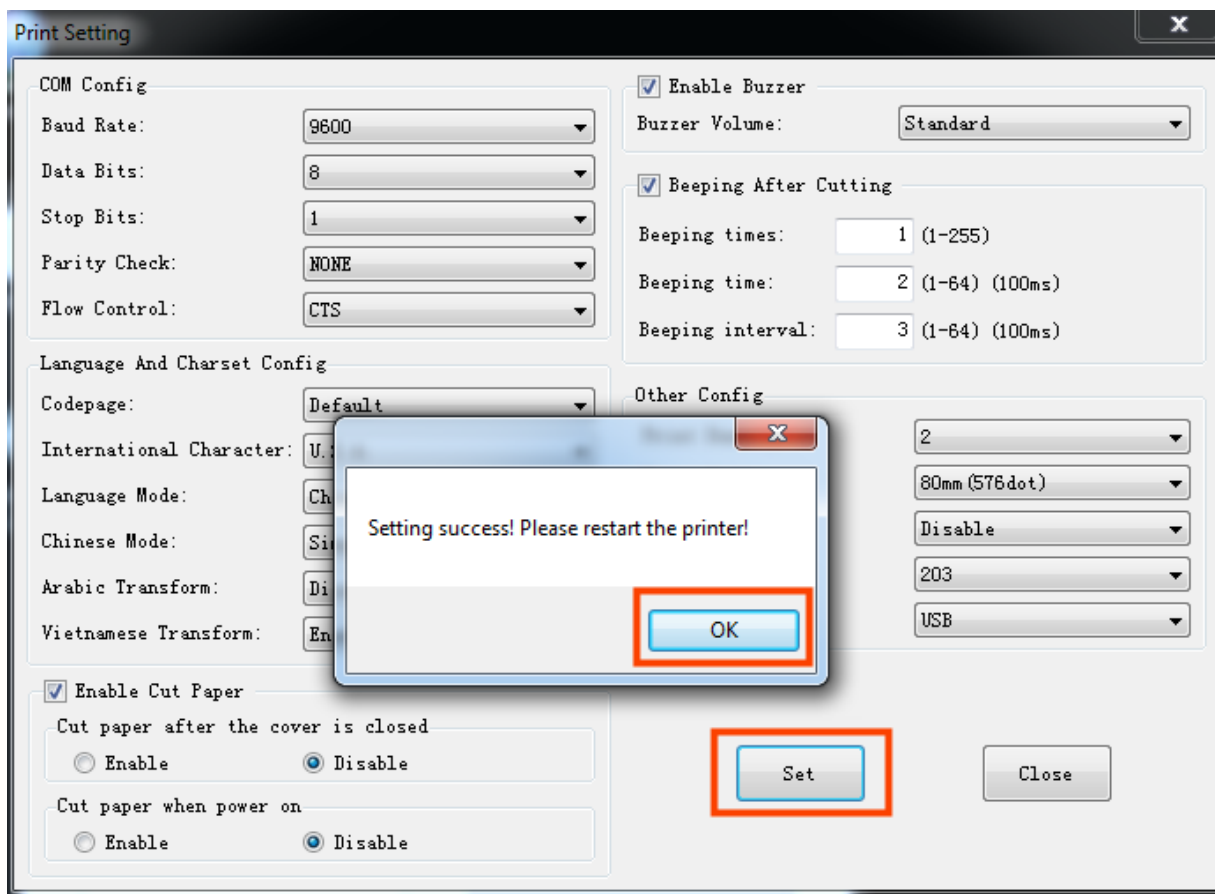 Print Setting
COM Config
Baud Rate: 9600
Data Bits: 8
Stop Bits: 1
Parity Check: NONE
Flow Control: CTS
Language And Charset Config
Codepage: Default
International Character:
Language Mode:
Chinese Mode:
Arabic Transform:
Vietnamese Transform:
Enable Cut Paper
Cut paper after the cover is closed
Enable Disable
Cut paper when power on
Enable Disable
Enable Buzzer
Buzzer Volume: Standard
Beeping After Cutting
Beeping times: 1 (1-255)
Beeping time: 2 (1-64) (100ms)
Beeping interval: 3 (1-64) (100ms)
Other Config
2
80mm(576dot)
Disable
203
USB
Setting success! Please restart the printer!
OK
Set Close